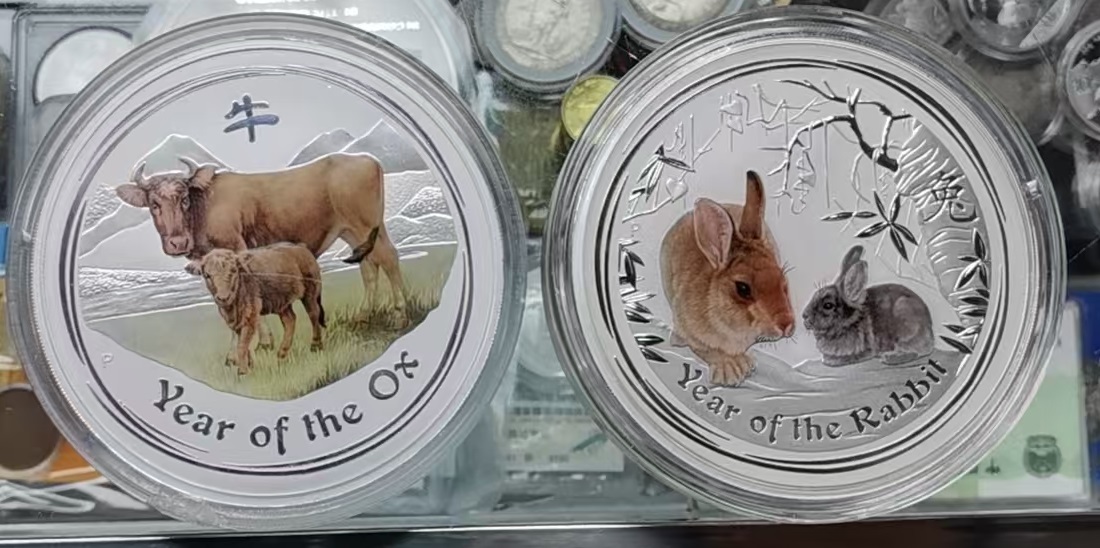 牛
Year of the Ox
P
兔
Year of the Rabbit